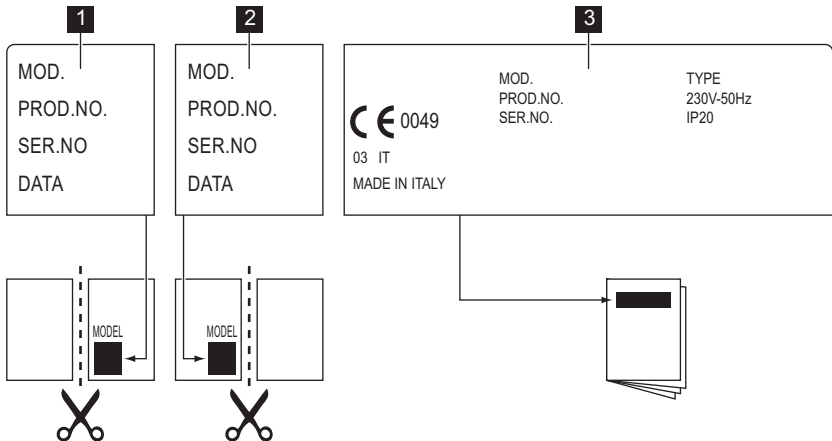 1
2
3
MOD.
PROD.NO.
SER.NO
DATA
MOD.
PROD.NO.
SER.NO
DATA
CE 0049
03 IT
MADE IN ITALY
MOD.
PROD.NO.
SER.NO.
TYPE
230V-50Hz
IP20
MODEL
MODEL